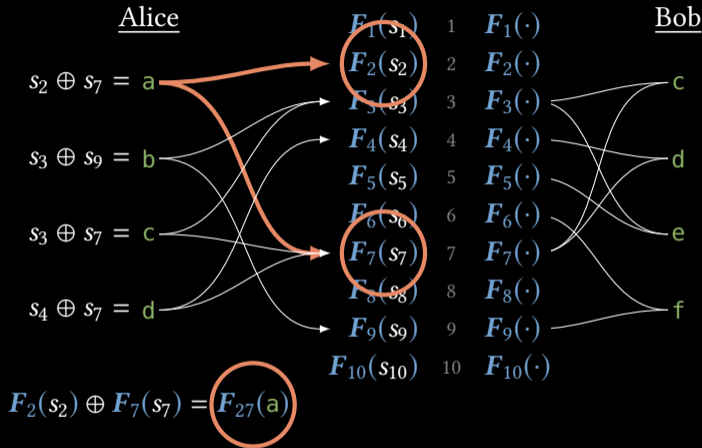 Alice
Bob
s₂ ⊕ s₇ = a
s₃ ⊕ s₉ = b
s₃ ⊕ s₇ = c
s₄ ⊕ s₇ = d
F₁(s₁) 1 F₁(·)
F₂(s₂) 2 F₂(·)
F₃(s₃) 3 F₃(·)
F₄(s₄) 4 F₄(·)
F₅(s₅) 5 F₅(·)
F₆(s₆) 6 F₆(·)
F₇(s₇) 7 F₇(·)
F₈(s₈) 8 F₈(·)
F₉(s₉) 9 F₉(·)
F₁₀(s₁₀) 10 F₁₀(·)
c
d
e
f
F₂(s₂) ⊕ F₇(s₇) = F₂₇(a)